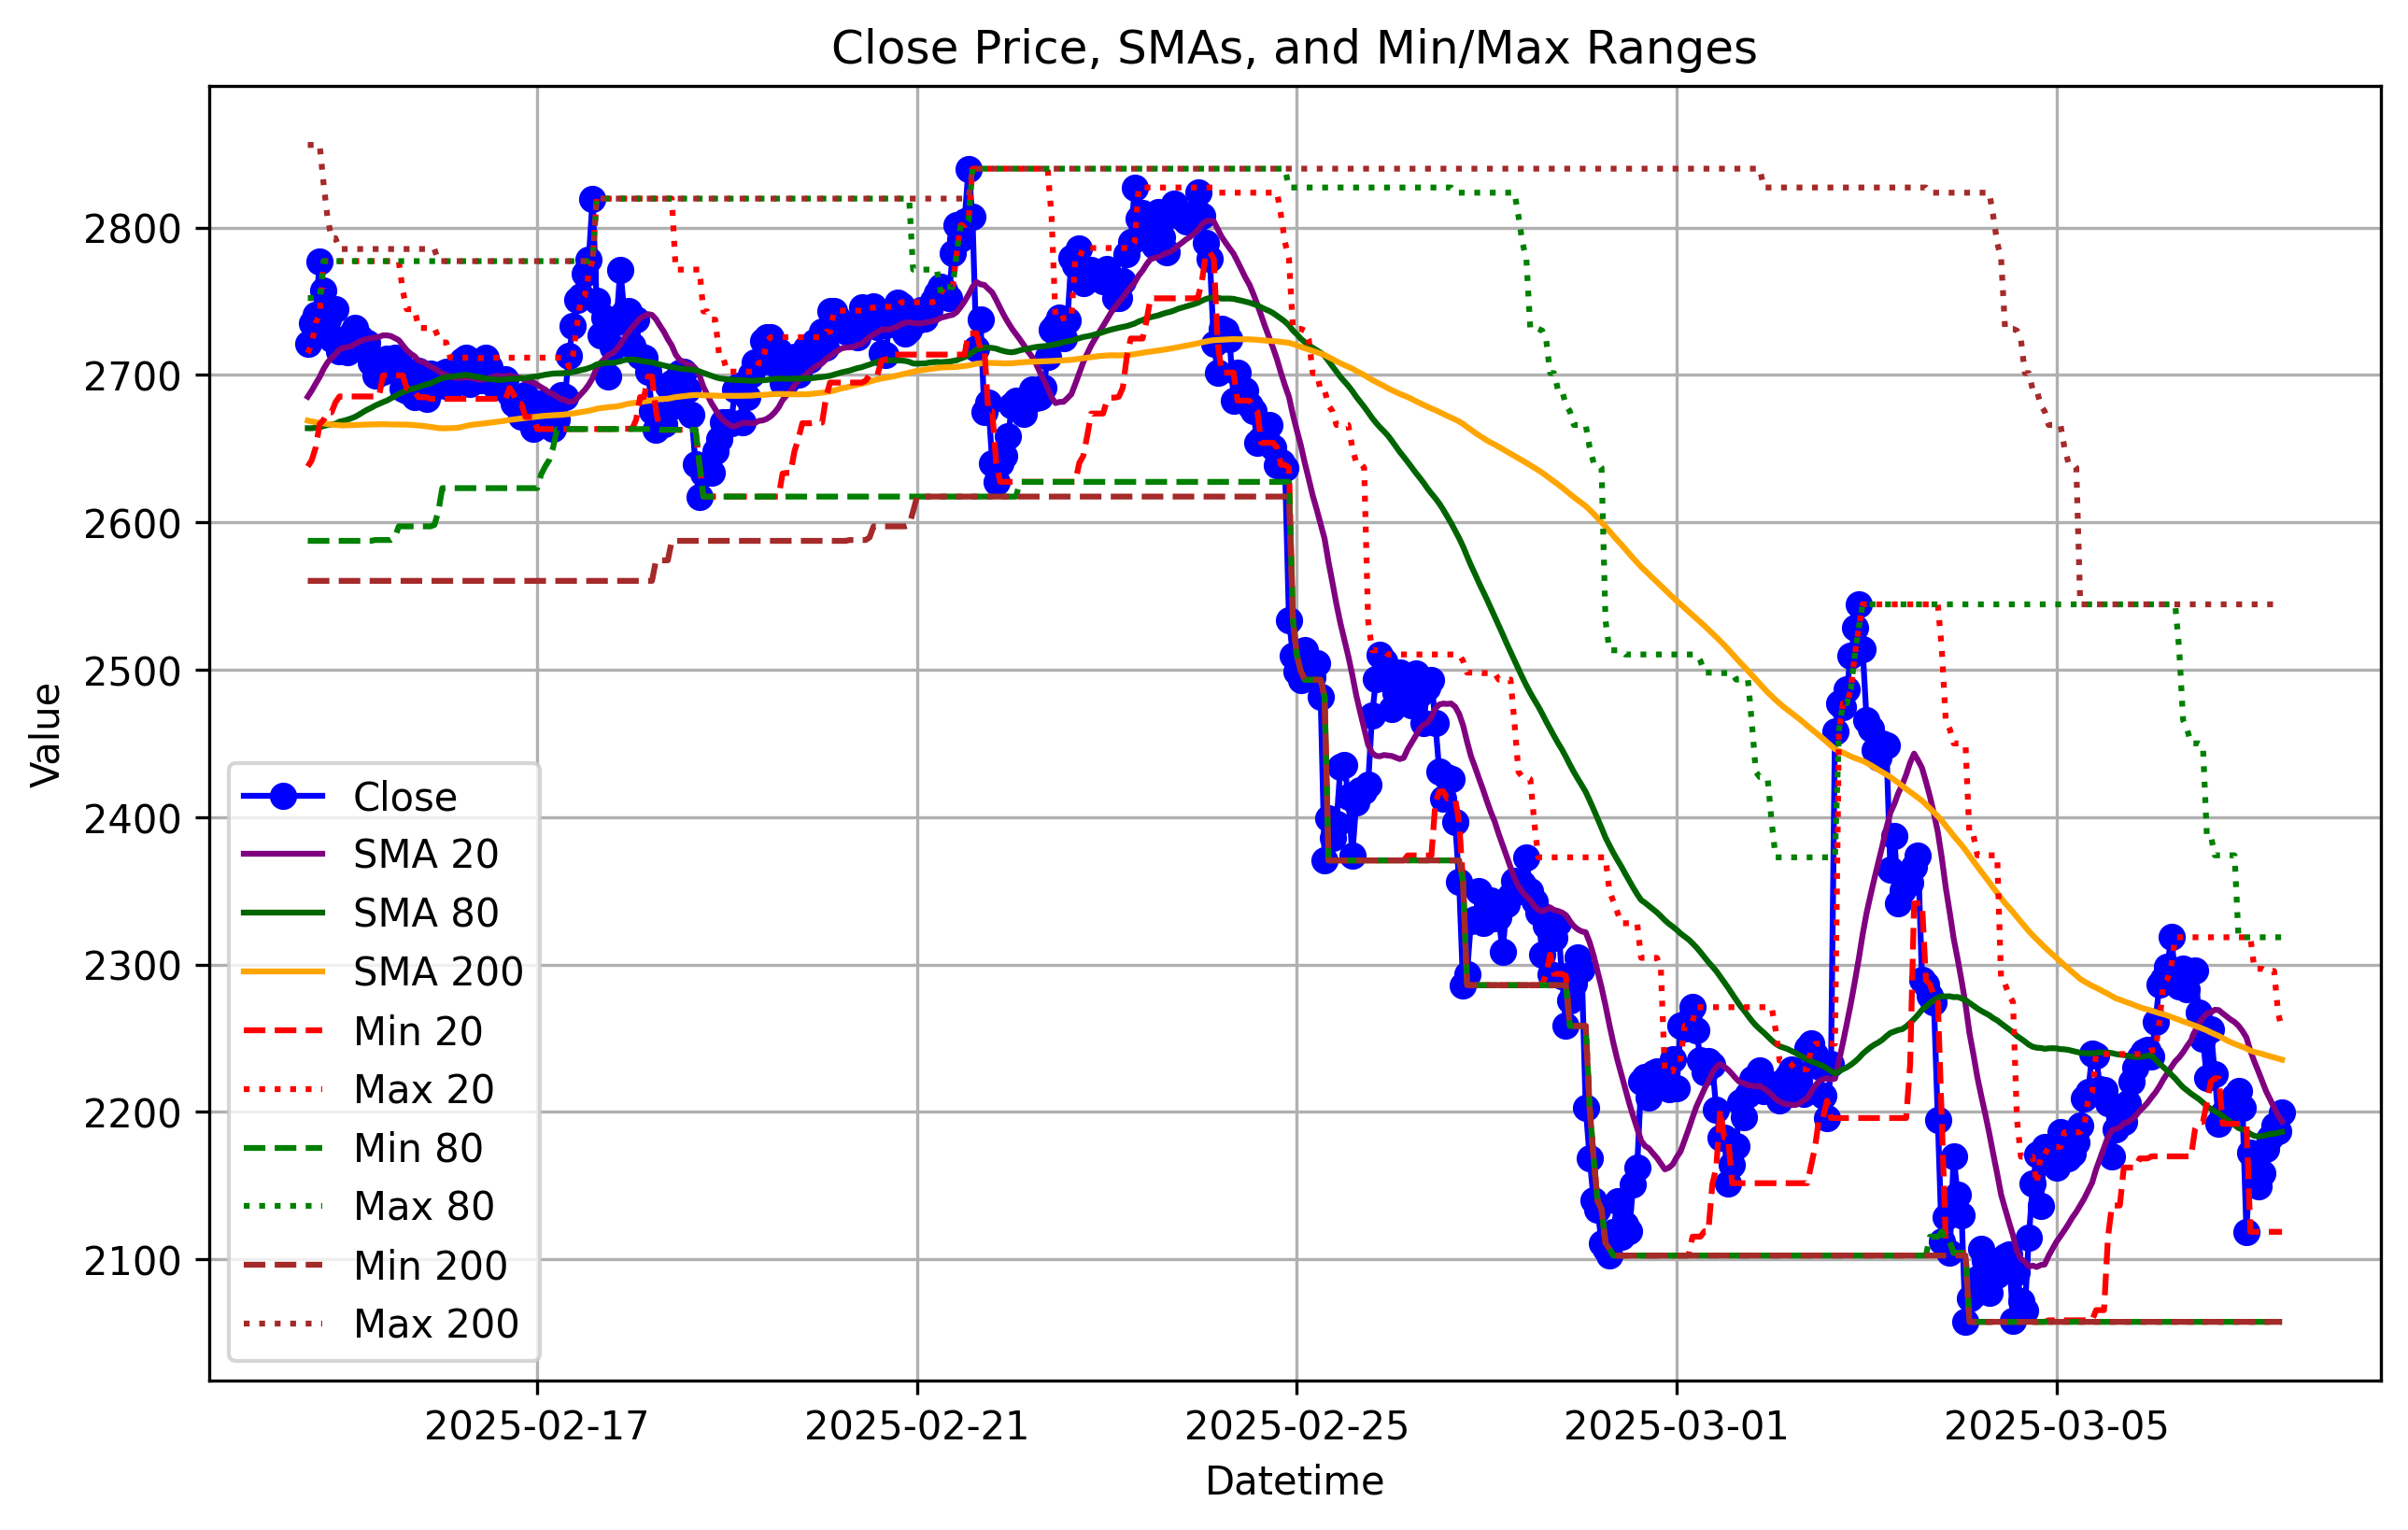 Close Price, SMAs, and Min/Max Ranges
Value
2800
2700
2600
2500
2400
2300
2200
2100
Close
SMA 20
SMA 80
SMA 200
Min 20
Max 20
Min 80
Max 80
Min 200
Max 200
2025-02-17 2025-02-21 2025-02-25 2025-03-01 2025-03-05
Datetime